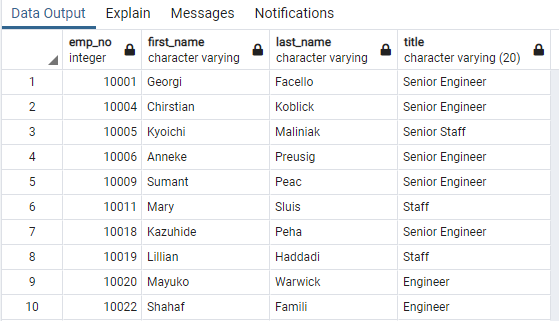 Data Output Explain Messages Notifications
emp_no first_name last_name title
integer character varying character varying character varying (20)
1 10001 Georgi Facello Senior Engineer
2 10004 Chirstian Koblick Senior Engineer
3 10005 Kyoichi Maliniak Senior Staff
4 10006 Anneke Preusig Senior Engineer
5 10009 Sumant Peac Senior Engineer
6 10011 Mary Sluis Staff
7 10018 Kazuhide Peha Senior Engineer
8 10019 Lillian Haddadi Staff
9 10020 Mayuko Warwick Engineer
10 10022 Shahaf Famili Engineer